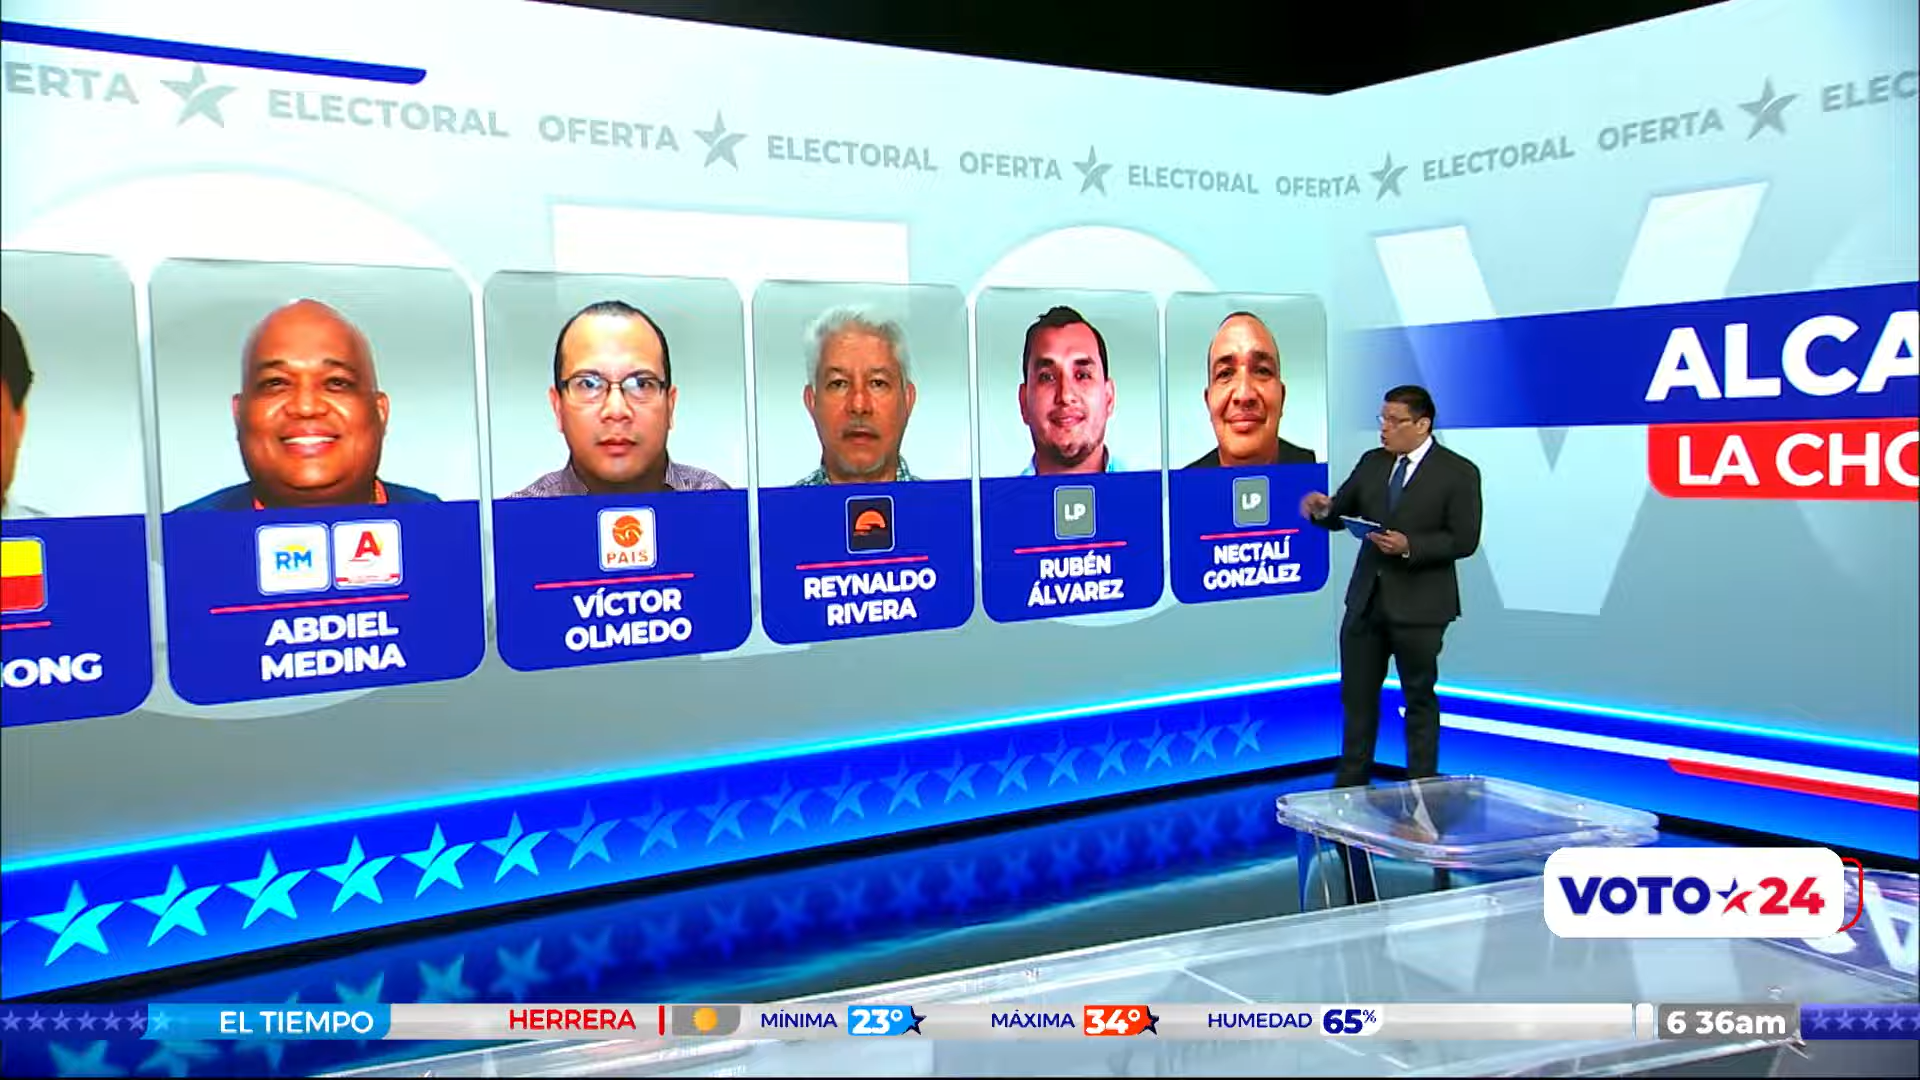 ERTA ELECTORAL OFERTA ELECTORAL OFERTA ELECTORAL OFERTA ELECTORAL OFERTA ELEC
ALCA
LA CHO
ONG
RM A
ABDIEL
MEDINA
PAIS
VÍCTOR
OLMEDO
REYNALDO
RIVERA
LP
RUBÉN
ÁLVAREZ
LP
NECTALÍ
GONZÁLEZ
VOTO 24
EL TIEMPO HERRERA MÍNIMA 23° MÁXIMA 34° HUMEDAD 65% 6 36am